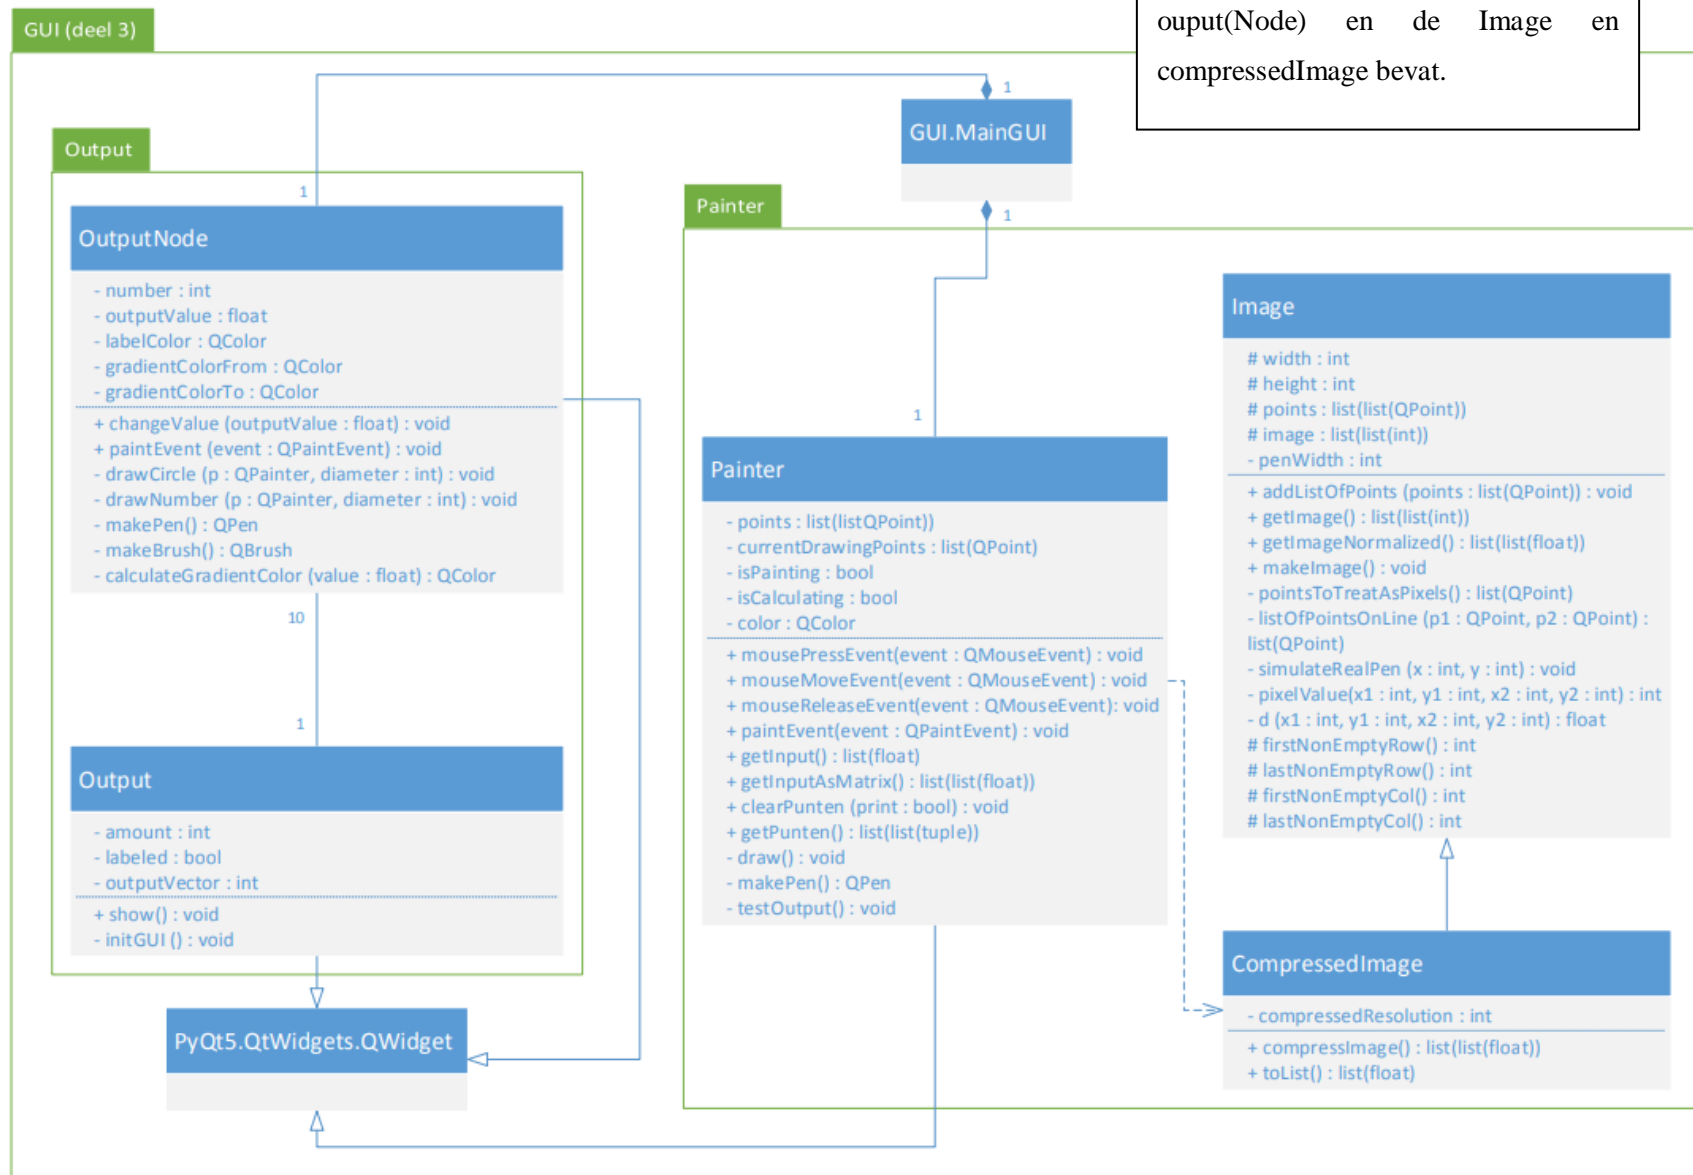 GUI (deel 3)
ouput(Node) en de Image en
compressedImage bevat.
1
GUI.MainGUI
1
Output
1
OutputNode
- number : int
- outputValue : float
- labelColor : QColor
- gradientColorFrom : QColor
- gradientColorTo : QColor
+ changeValue (outputValue : float) : void
+ paintEvent (event : QPaintEvent) : void
- drawCircle (p : QPainter, diameter : int) : void
- drawNumber (p : QPainter, diameter : int) : void
- makePen() : QPen
- makeBrush() : QBrush
- calculateGradientColor (value : float) : QColor
10
1
Output
- amount : int
- labeled : bool
- outputVector : int
+ show() : void
- initGUI () : void
PyQt5.QtWidgets.QWidget
Painter
1
Painter
- points : list(listQPoint))
- currentDrawingPoints : list(QPoint)
- isPainting : bool
- isCalculating : bool
- color : QColor
+ mousePressEvent(event : QMouseEvent) : void
+ mouseMoveEvent(event : QMouseEvent) : void
+ mouseReleaseEvent(event : QMouseEvent): void
+ paintEvent(event : QPaintEvent) : void
+ getInput() : list(float)
+ getInputAsMatrix() : list(list(float))
+ clearPunten (print : bool) : void
+ getPunten() : list(list(tuple))
- draw() : void
- makePen() : QPen
- testOutput() : void
Image
# width : int
# height : int
# points : list(list(QPoint))
# image : list(list(int))
- penWidth : int
+ addListOfPoints (points : list(QPoint)) : void
+ getImage() : list(list(int))
+ getImageNormalized() : list(list(float))
+ makeImage() : void
- pointsToTreatAsPixels() : list(QPoint)
- listOfPointsOnLine (p1 : QPoint, p2 : QPoint) :
list(QPoint)
- simulateRealPen (x : int, y : int) : void
- pixelValue(x1 : int, y1 : int, x2 : int, y2 : int) : int
- d (x1 : int, y1 : int, x2 : int, y2 : int) : float
# firstNonEmptyRow() : int
# lastNonEmptyRow() : int
# firstNonEmptyCol() : int
# lastNonEmptyCol() : int
CompressedImage
- compressedResolution : int
+ compressImage() : list(list(float))
+ toList() : list(float)